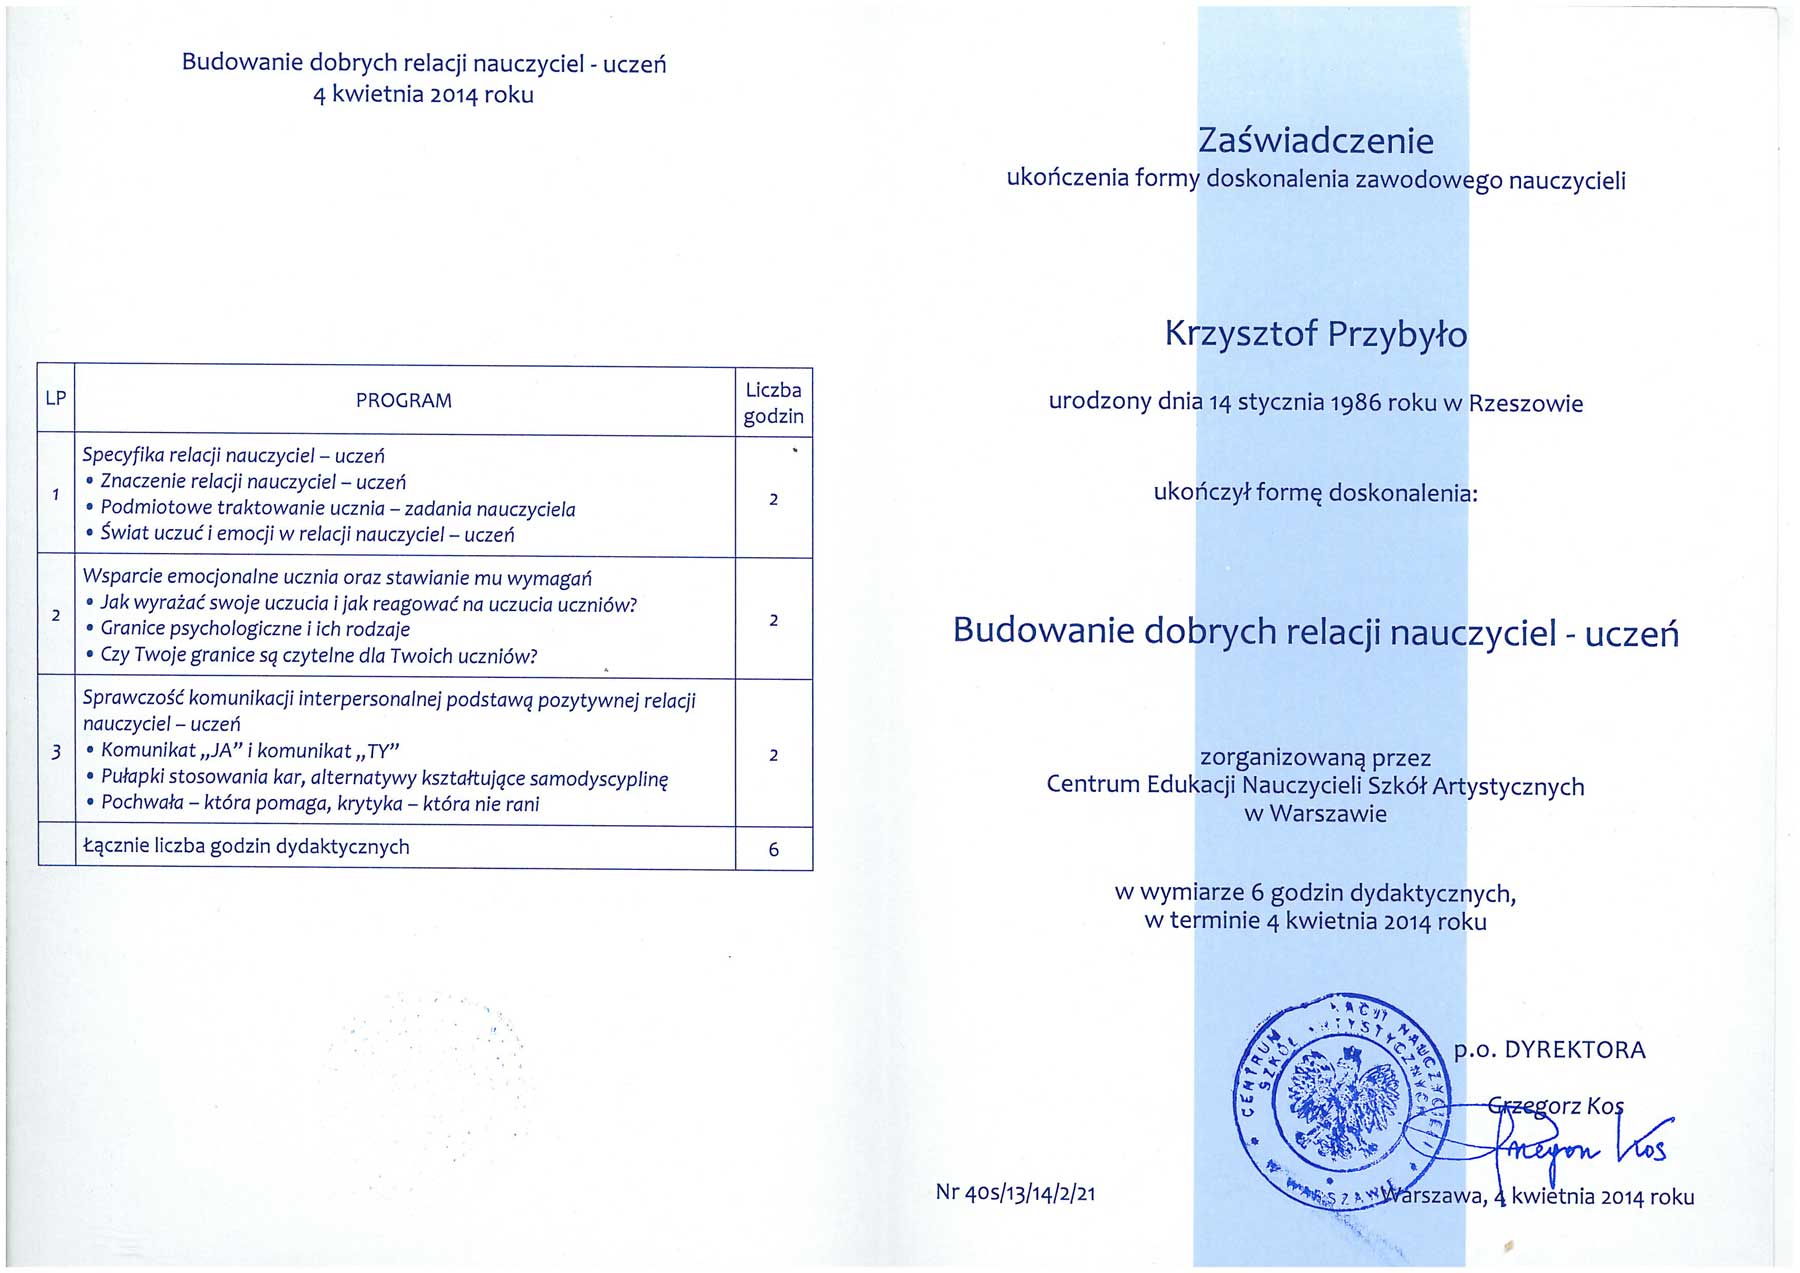 Budowanie dobrych relacji nauczyciel - uczeń
4 kwietnia 2014 roku
LP
PROGRAM
Liczba
godzin
1
Specyfika relacji nauczyciel – uczeń
• Znaczenie relacji nauczyciel – uczeń
• Podmiotowe traktowanie ucznia – zadania nauczyciela
• Świat uczuć i emocji w relacji nauczyciel – uczeń
2
2
Wsparcie emocjonalne ucznia oraz stawianie mu wymagań
• Jak wyrażać swoje uczucia i jak reagować na uczucia uczniów?
• Granice psychologiczne i ich rodzaje
• Czy Twoje granice są czytelne dla Twoich uczniów?
2
3
Sprawczość komunikacji interpersonalnej podstawą pozytywnej relacji
nauczyciel – uczeń
• Komunikat „JA” i komunikat „TY”
• Pułapki stosowania kar, alternatywy kształtujące samodyscyplinę
• Pochwała – która pomaga, krytyka – która nie rani
2
Łącznie liczba godzin dydaktycznych
6
Zaświadczenie
ukończenia formy doskonalenia zawodowego nauczycieli
Krzysztof Przybyło
urodzony dnia 14 stycznia 1986 roku w Rzeszowie
ukończył formę doskonalenia:
Budowanie dobrych relacji nauczyciel - uczeń
zorganizowaną przez
Centrum Edukacji Nauczycieli Szkół Artystycznych
w Warszawie
w wymiarze 6 godzin dydaktycznych,
w terminie 4 kwietnia 2014 roku
CENTRUM NAUCZYCIELI
SZKÓŁ ARTYSTYCZNYCH
W WARSZAWIE
p.o. DYREKTORA
Grzegorz Kos
Grzegorz Kos
Nr 40s/13/14/2/21
Warszawa, 4 kwietnia 2014 roku